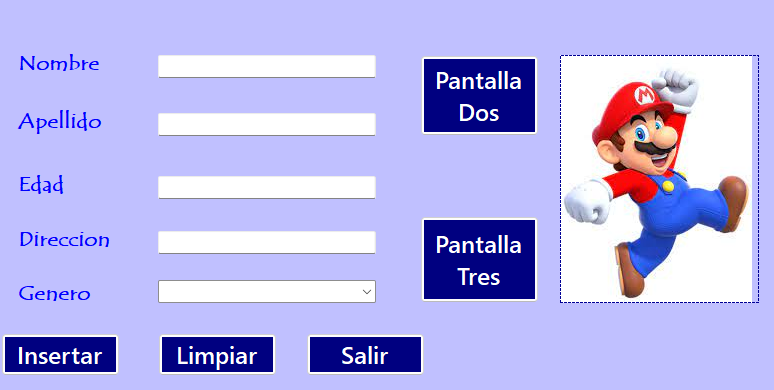 Nombre
Pantalla
Dos
Apellido
Edad
Direccion
Pantalla
Tres
Genero
Insertar
Limpiar
Salir
M